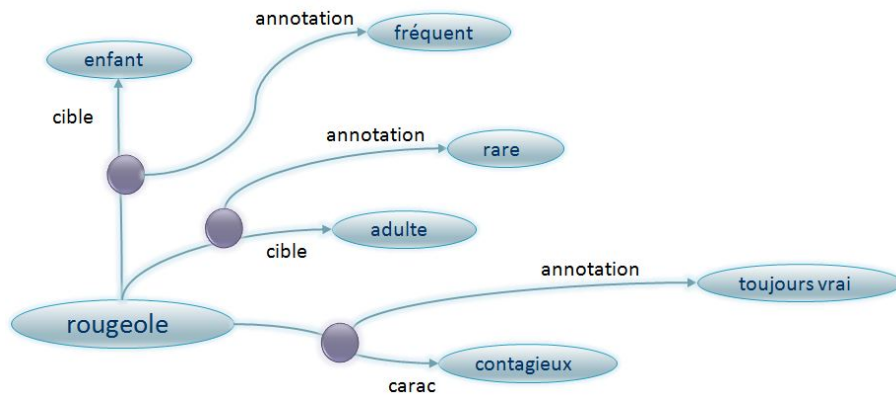 annotation
fréquent
enfant
cible
annotation
rare
adulte
cible
annotation
toujours vrai
rougeole
contagieux
carac